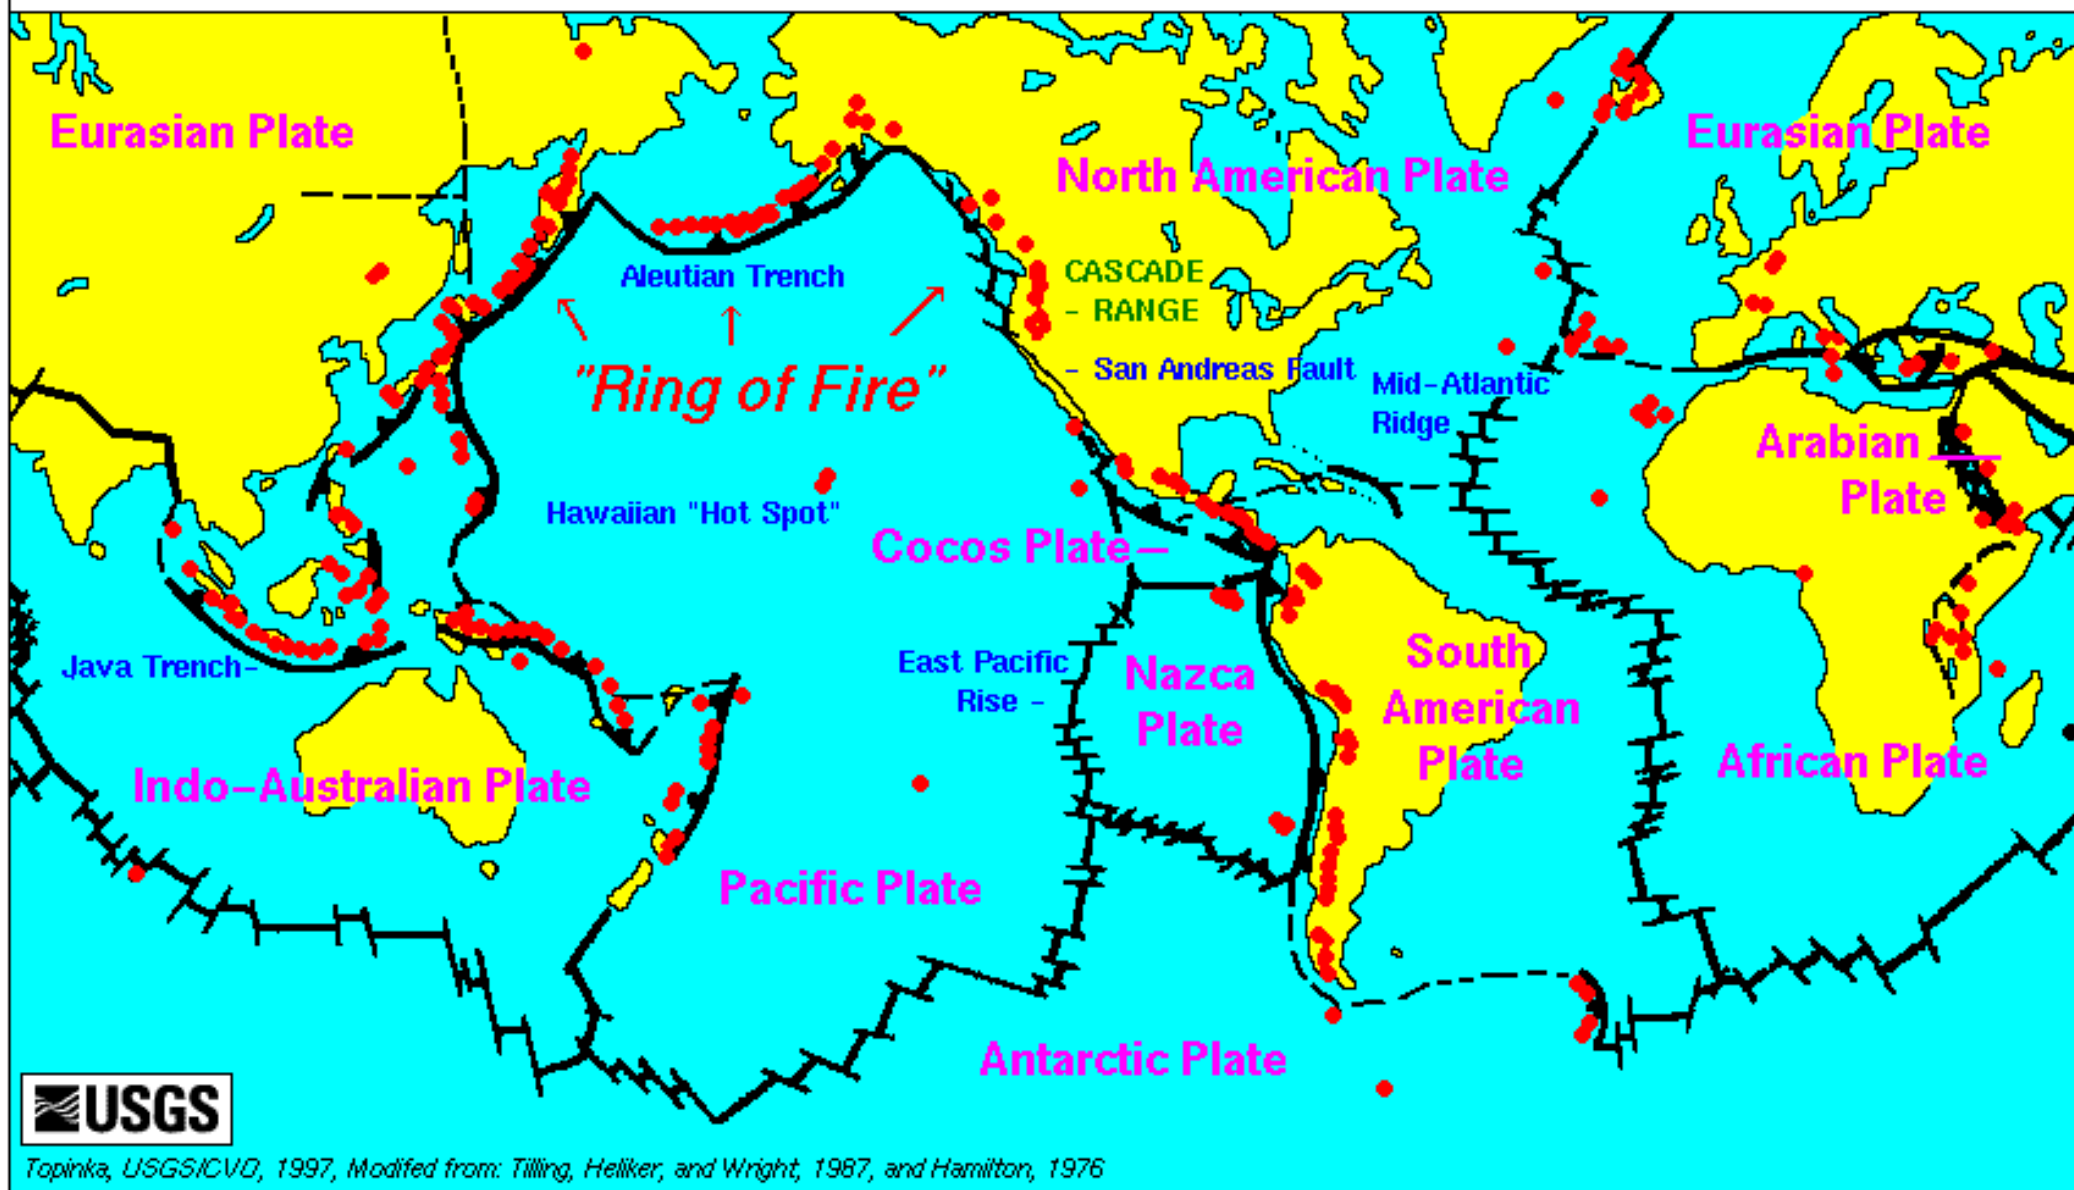 Eurasian Plate
Eurasian Plate
North American Plate
Aleutian Trench
CASCADE
- RANGE
"Ring of Fire"
- San Andreas Fault
Mid-Atlantic
Ridge
Arabian
Plate
Hawaiian "Hot Spot"
Cocos Plate
Java Trench-
East Pacific
Rise -
Nazca
Plate
South
American
Plate
Indo-Australian Plate
African Plate
Pacific Plate
Antarctic Plate
USGS
Topinka, USGS/CVO, 1997, Modifed from: Tilling, Heliker, and Wright, 1987, and Hamilton, 1976